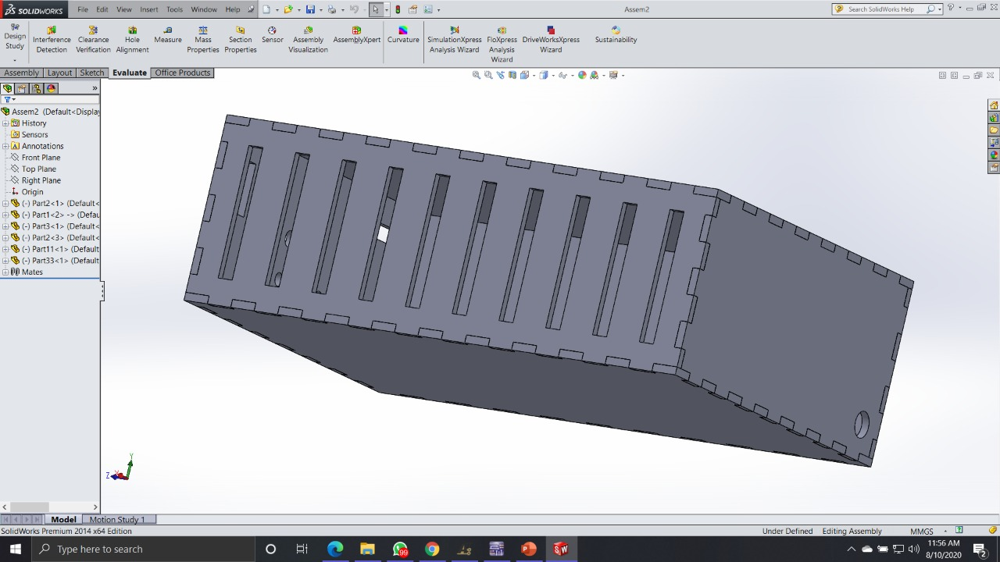 SOLIDWORKS File Edit View Insert Tools Window Help Assem2 Search SolidWorks Help
Design Study
Interference Detection
Clearance Verification
Hole Alignment
Measure
Mass Properties
Section Properties
Sensor
Assembly Visualization
AssemblyXpert
Curvature
SimulationXpress Analysis Wizard
FloXpress Analysis Wizard
DriveWorksXpress Wizard
Sustainability
Assembly Layout Sketch Evaluate Office Products
Assem2 (Default<Display
History
Sensors
Annotations
Front Plane
Top Plane
Right Plane
Origin
(-) Part2<1> (Default<
(-) Part1<2> -> (Defau
(-) Part3<1> (Default<
(-) Part2<3> (Default<
(-) Part11<1> (Default
(-) Part33<1> (Default
Mates
Y
Z X
Model Motion Study 1
SolidWorks Premium 2014 x64 Edition Under Defined Editing Assembly MMGS
Type here to search 99 11:56 AM
8/10/2020 2